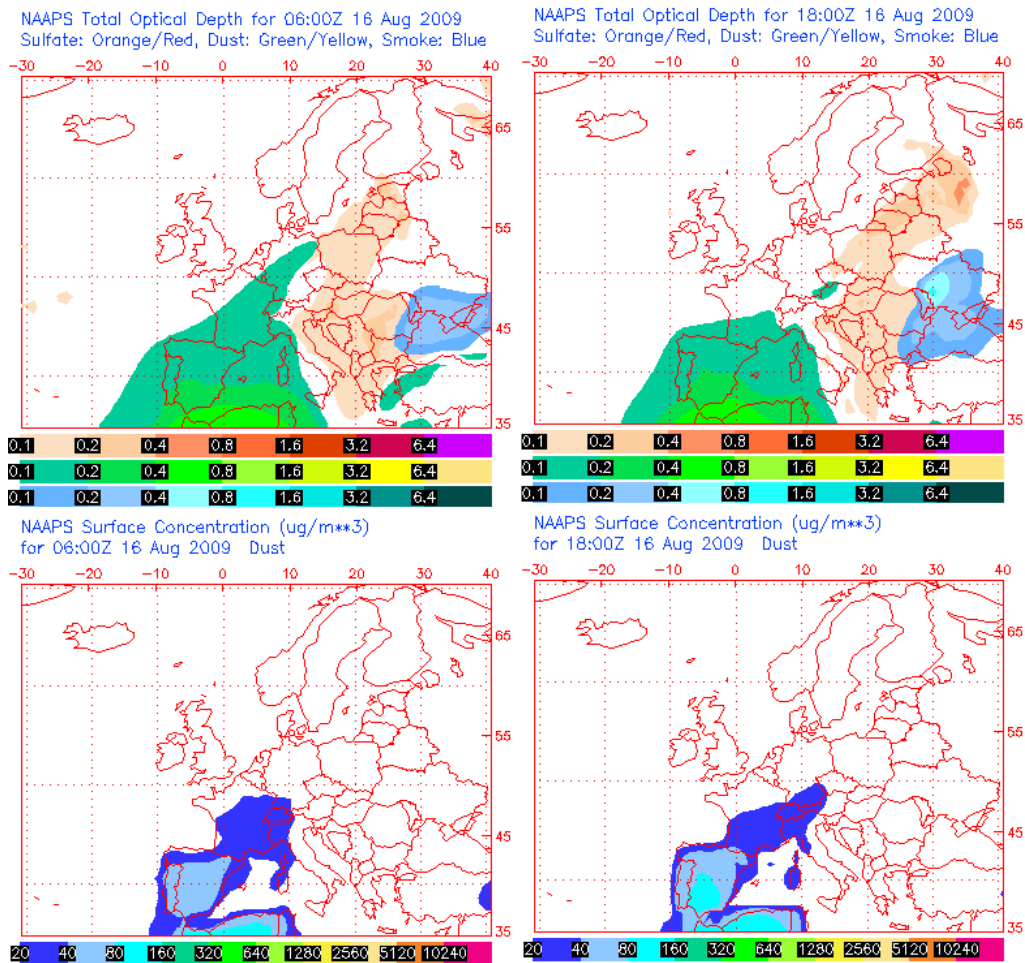 NAAPS Total Optical Depth for 06:00Z 16 Aug 2009
Sulfate: Orange/Red, Dust: Green/Yellow, Smoke: Blue
-30 -20 -10 0 10 20 30 40
65
55
45
35
0.1 0.2 0.4 0.8 1.6 3.2 6.4
0.1 0.2 0.4 0.8 1.6 3.2 6.4
0.1 0.2 0.4 0.8 1.6 3.2 6.4
NAAPS Total Optical Depth for 18:00Z 16 Aug 2009
Sulfate: Orange/Red, Dust: Green/Yellow, Smoke: Blue
-30 -20 -10 0 10 20 30 40
65
55
45
35
0.1 0.2 0.4 0.8 1.6 3.2 6.4
0.1 0.2 0.4 0.8 1.6 3.2 6.4
0.1 0.2 0.4 0.8 1.6 3.2 6.4
NAAPS Surface Concentration (ug/m**3)
for 06:00Z 16 Aug 2009 Dust
-30 -20 -10 0 10 20 30 40
65
55
45
35
20 40 80 160 320 640 1280 2560 5120 10240
NAAPS Surface Concentration (ug/m**3)
for 18:00Z 16 Aug 2009 Dust
-30 -20 -10 0 10 20 30 40
65
55
45
35
20 40 80 160 320 640 1280 2560 5120 10240